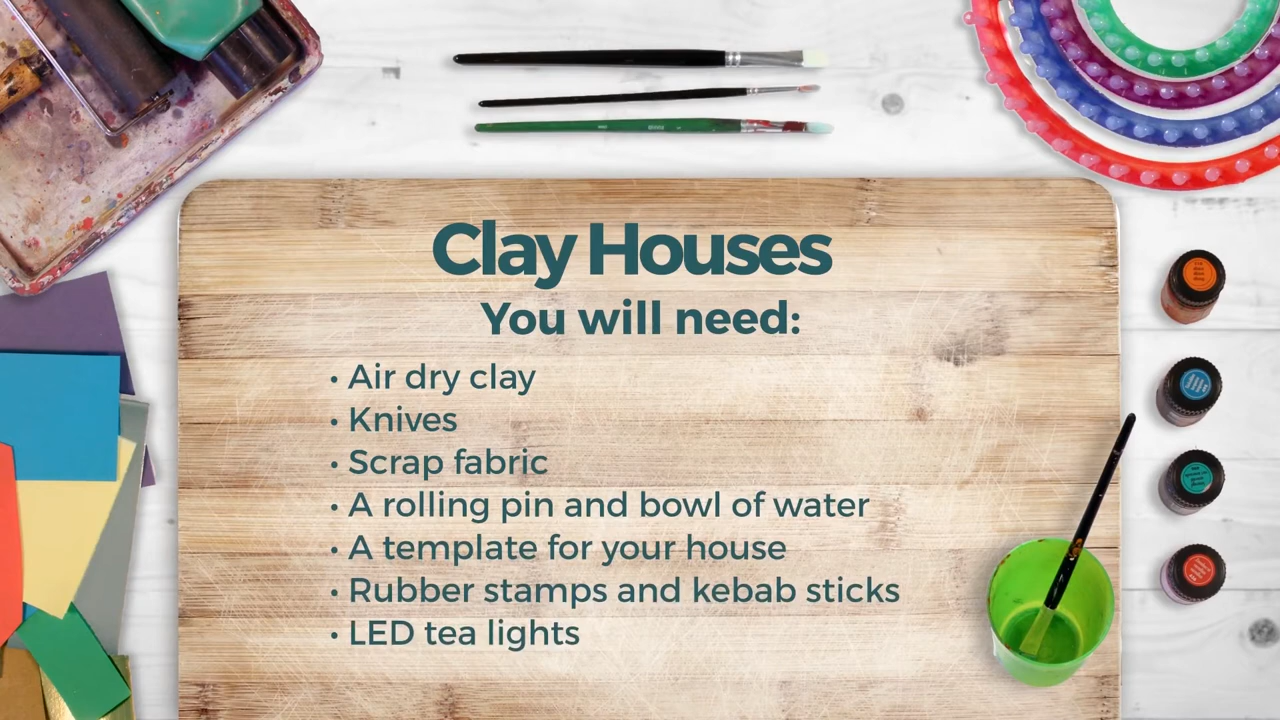 Clay Houses
You will need:
• Air dry clay
• Knives
• Scrap fabric
• A rolling pin and bowl of water
• A template for your house
• Rubber stamps and kebab sticks
• LED tea lights